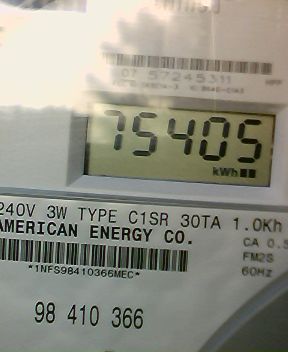 07 57245311
75405
kWh
240V 3W TYPE C1SR 30TA 1.0Kh
AMERICAN ENERGY CO.
CA 0.5
FM2S
60Hz
*1NFS98410366MEC*
98 410 366